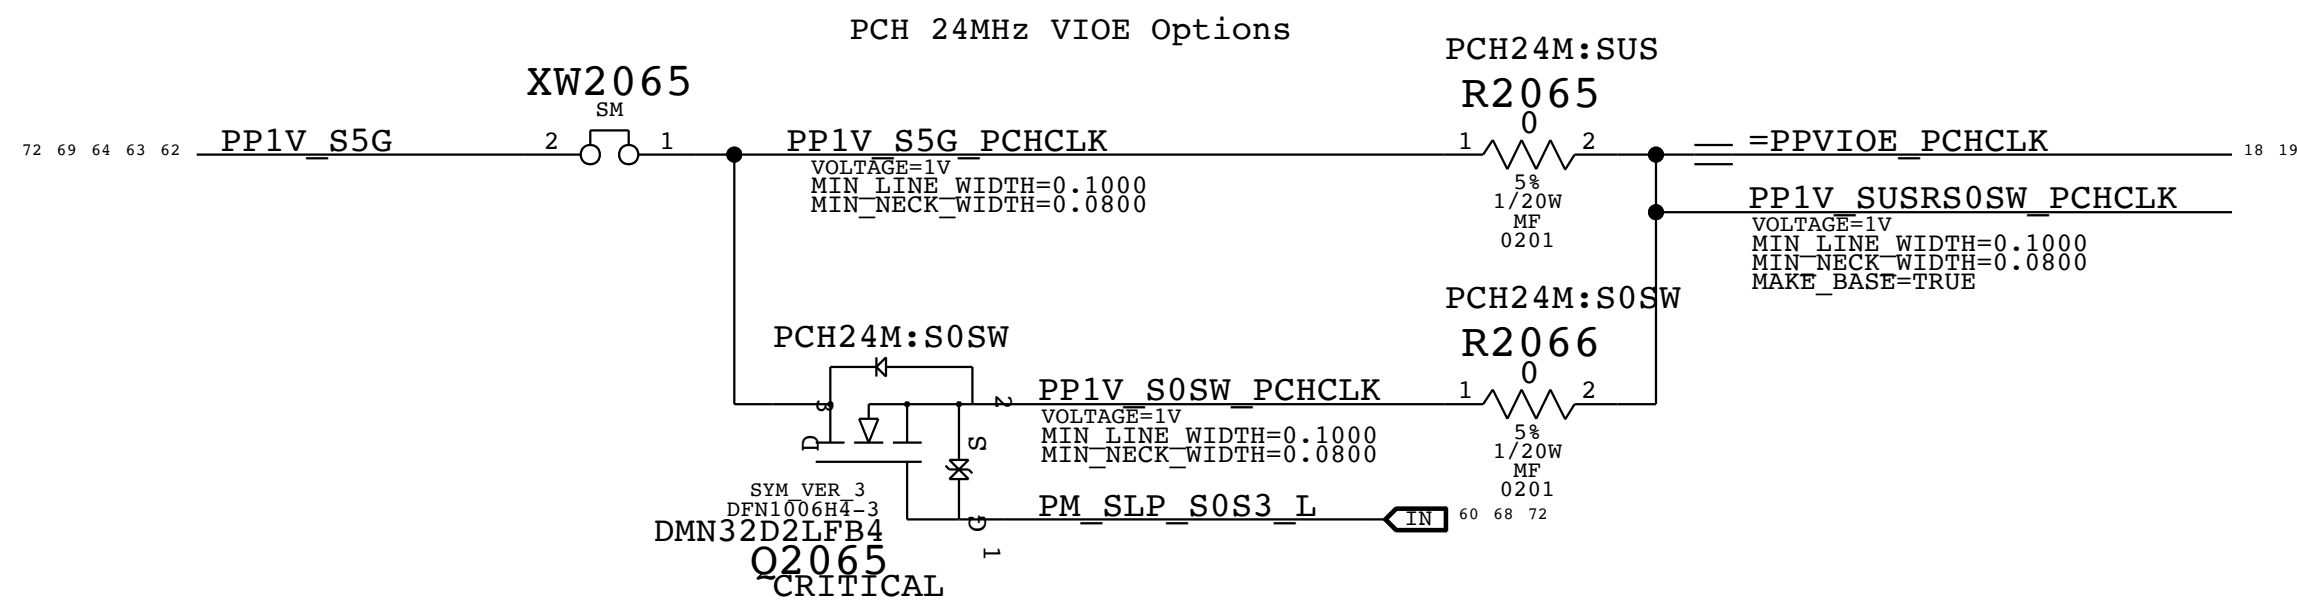 PCH 24MHz VIOE Options
XW2065
SM
72 69 64 63 62
PP1V_S5G
2
1
PP1V_S5G_PCHCLK
VOLTAGE=1V
MIN_LINE_WIDTH=0.1000
MIN_NECK_WIDTH=0.0800
PCH24M:SUS
R2065
0
1
2
5%
1/20W
MF
0201
=PPVIOE_PCHCLK
18 19
PP1V_SUSRS0SW_PCHCLK
VOLTAGE=1V
MIN_LINE_WIDTH=0.1000
MIN_NECK_WIDTH=0.0800
MAKE_BASE=TRUE
PCH24M:S0SW
R2066
0
1
2
5%
1/20W
MF
0201
PCH24M:S0SW
3
D
2
S
G
1
PP1V_S0SW_PCHCLK
VOLTAGE=1V
MIN_LINE_WIDTH=0.1000
MIN_NECK_WIDTH=0.0800
PM_SLP_S0S3_L
IN
60 68 72
SYM_VER_3
DFN1006H4-3
DMN32D2LFB4
Q2065
CRITICAL